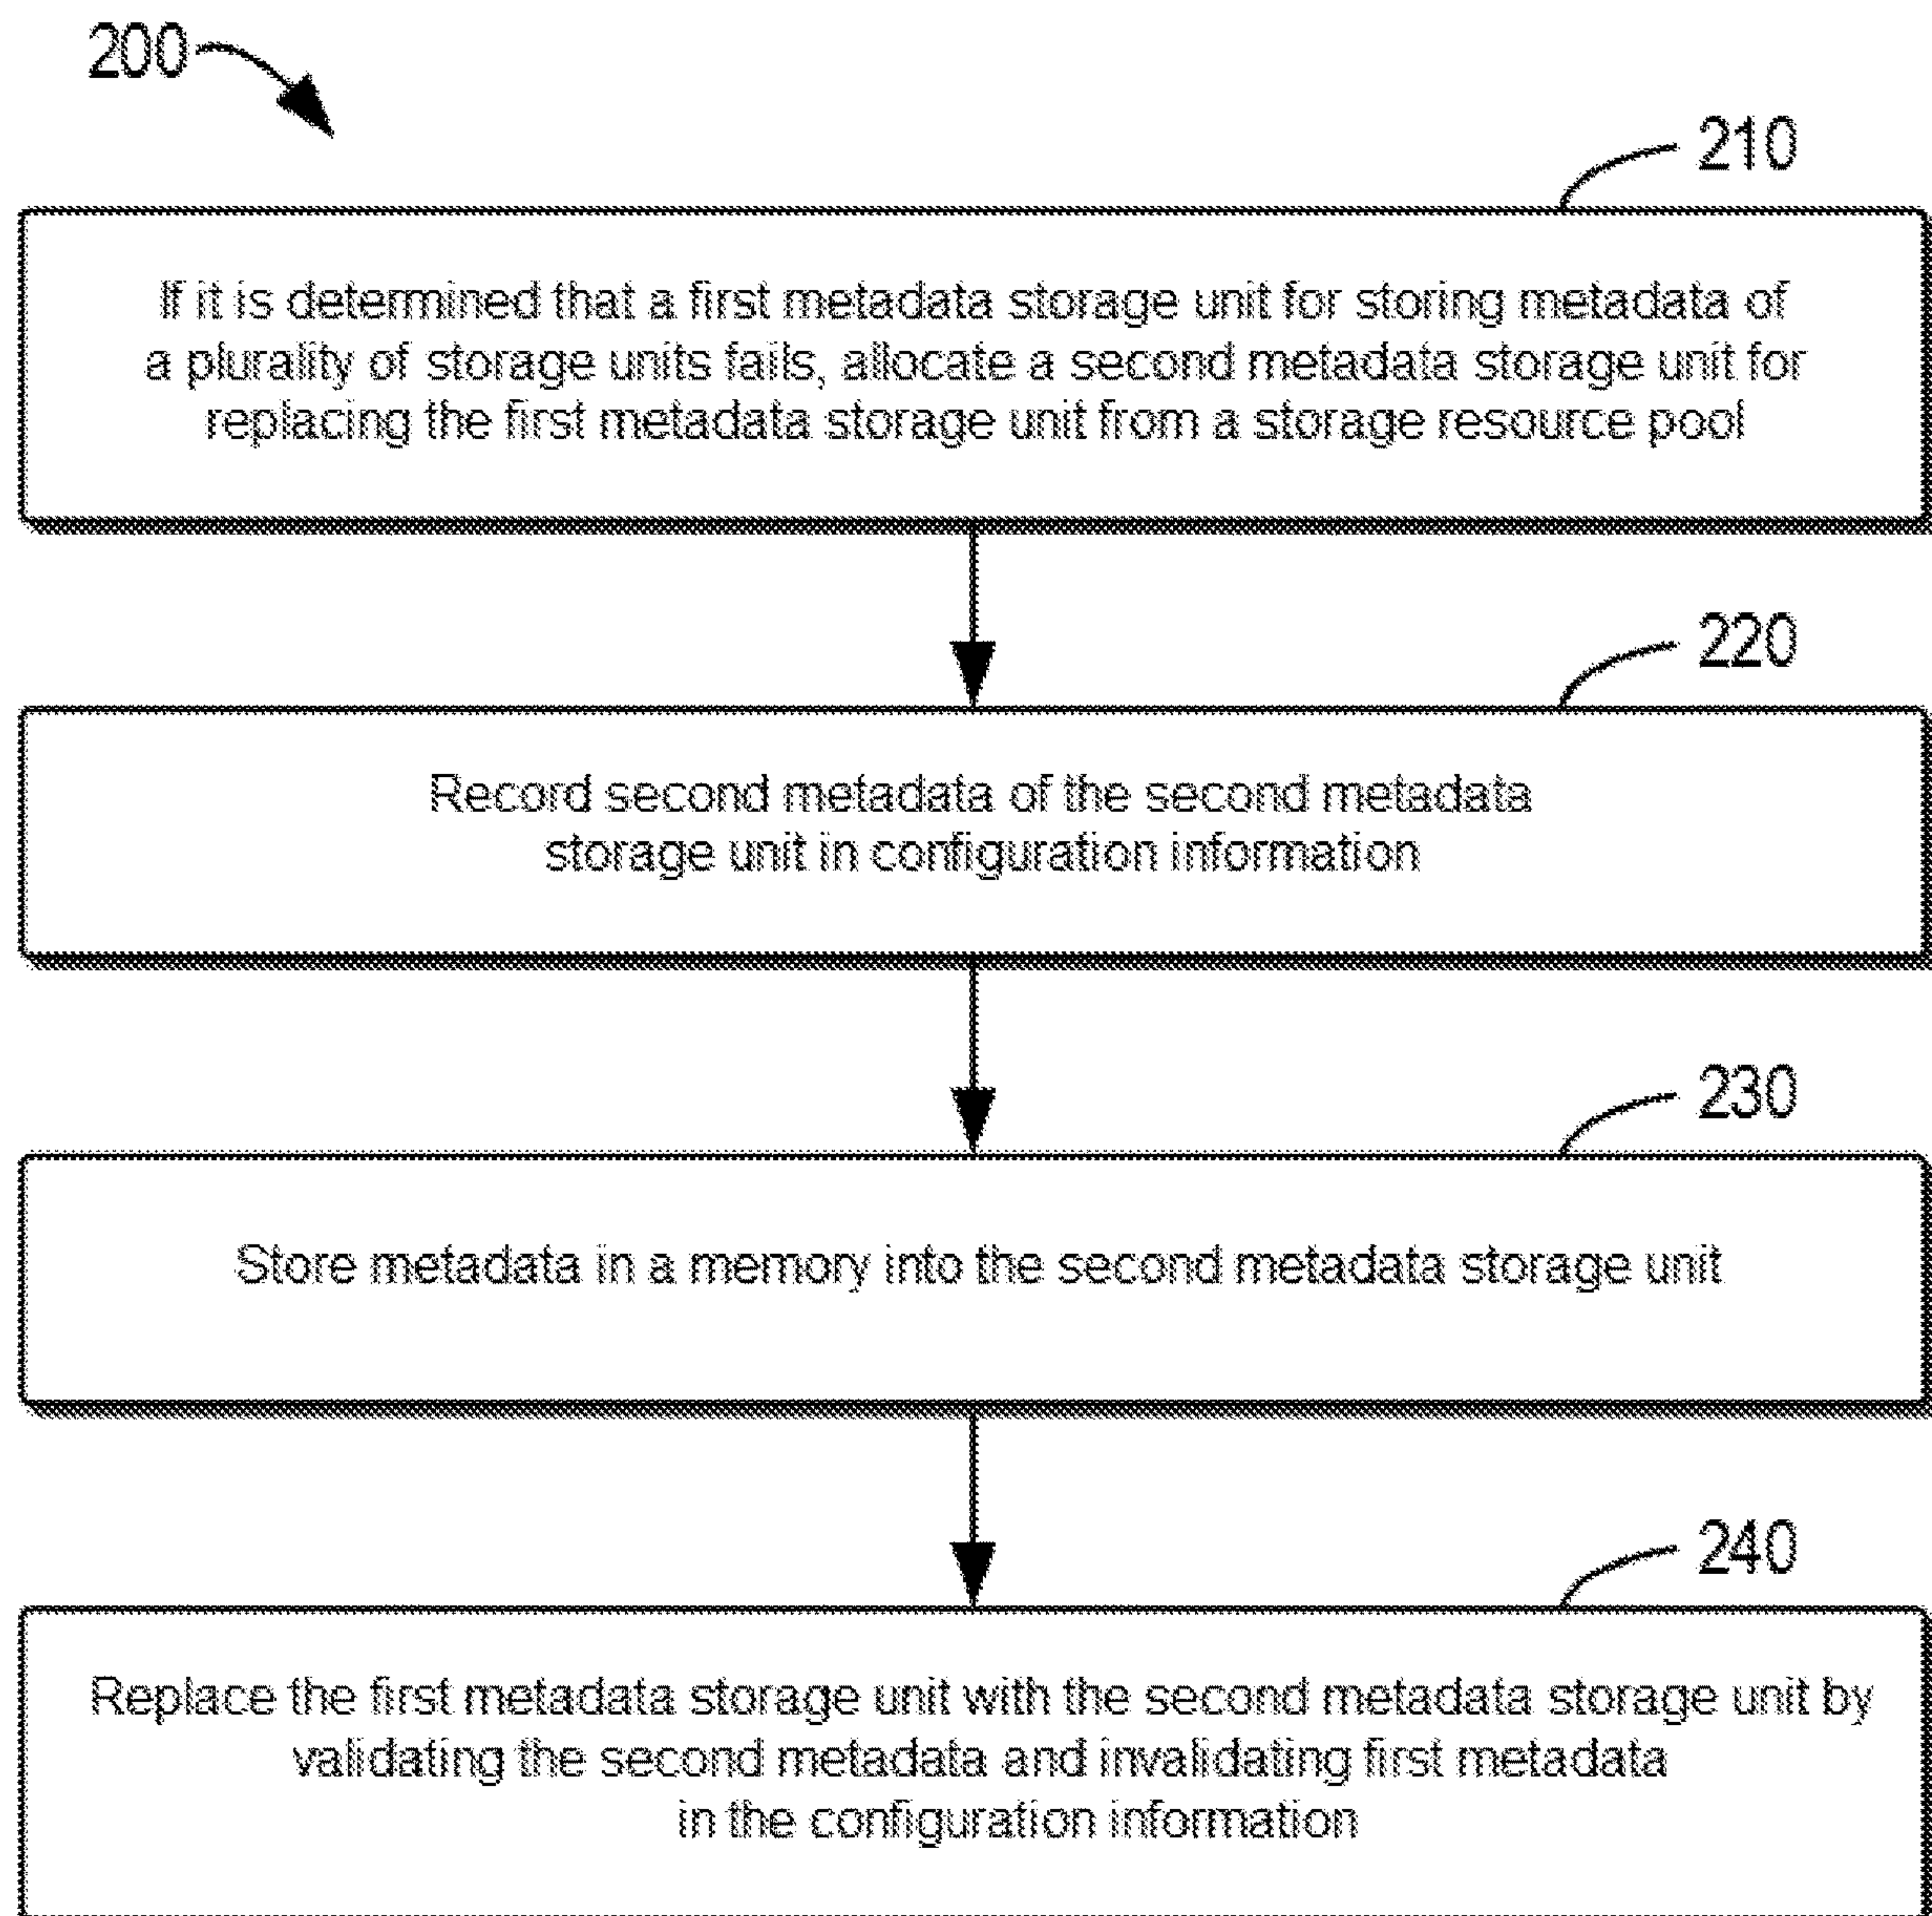 200
210
If it is determined that a first metadata storage unit for storing metadata of
a plurality of storage units fails, allocate a second metadata storage unit for
replacing the first metadata storage unit from a storage resource pool
220
Record second metadata of the second metadata
storage unit in configuration information
230
Store metadata in a memory into the second metadata storage unit
240
Replace the first metadata storage unit with the second metadata storage unit by
validating the second metadata and invalidating first metadata
in the configuration information